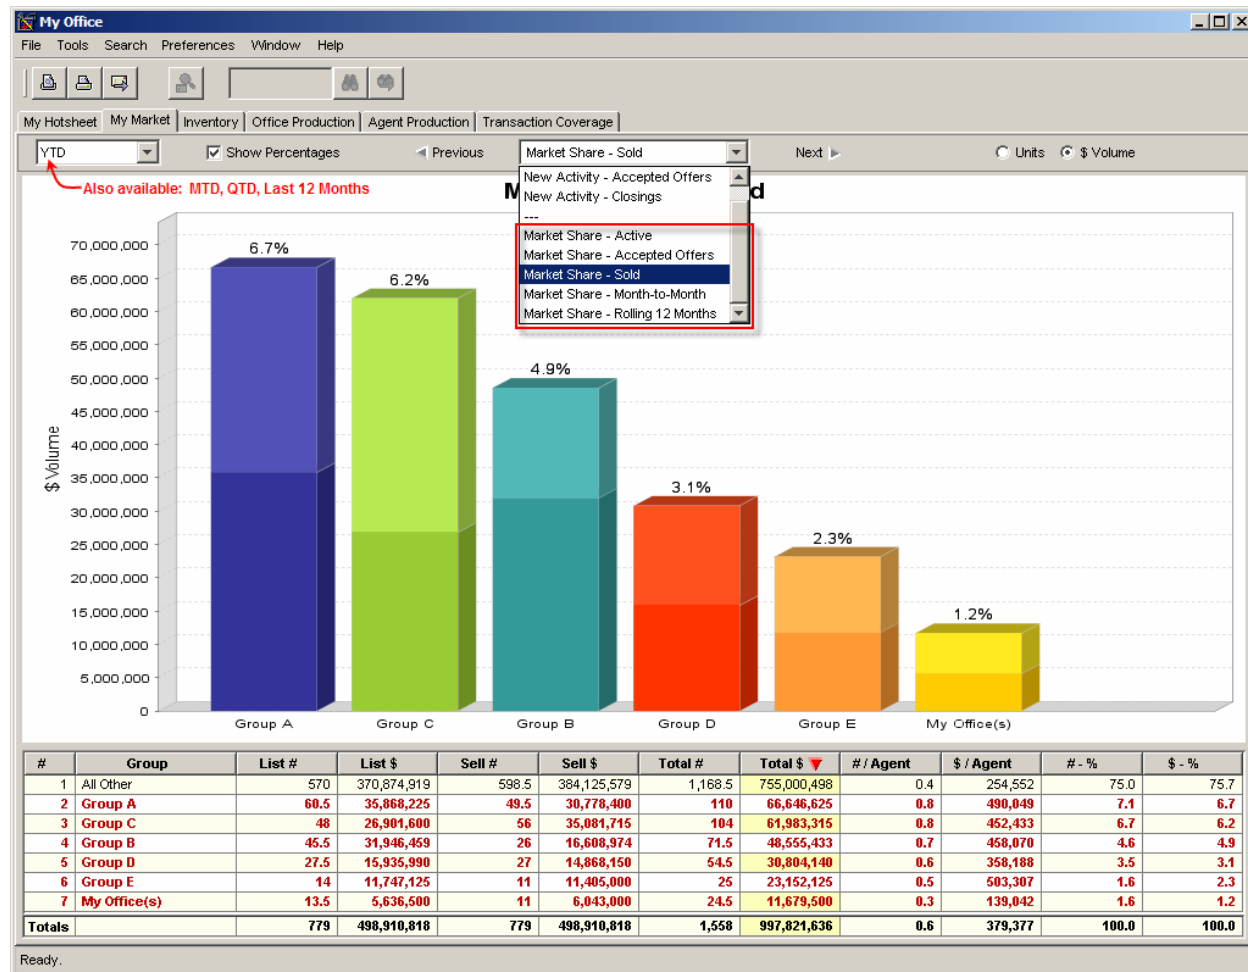 My Office
File Tools Search Preferences Window Help
My Hotsheet My Market Inventory Office Production Agent Production Transaction Coverage
YTD Show Percentages Previous Market Share - Sold Next Units $ Volume
Also available: MTD, QTD, Last 12 Months
M d
New Activity - Accepted Offers
New Activity - Closings
---
Market Share - Active
Market Share - Accepted Offers
Market Share - Sold
Market Share - Month-to-Month
Market Share - Rolling 12 Months
$ Volume
70,000,000
65,000,000
60,000,000
55,000,000
50,000,000
45,000,000
40,000,000
35,000,000
30,000,000
25,000,000
20,000,000
15,000,000
10,000,000
5,000,000
0
6.7%
6.2%
4.9%
3.1%
2.3%
1.2%
Group A Group C Group B Group D Group E My Office(s)
# Group List # List $ Sell # Sell $ Total # Total $ # / Agent $ / Agent # - % $ - %
1 All Other 570 370,874,919 598.5 384,125,579 1,168.5 755,000,498 0.4 254,552 75.0 75.7
2 Group A 60.5 35,868,225 49.5 30,778,400 110 66,646,625 0.8 490,049 7.1 6.7
3 Group C 48 26,901,600 56 35,081,715 104 61,983,315 0.8 452,433 6.7 6.2
4 Group B 45.5 31,946,459 26 16,608,974 71.5 48,555,433 0.7 458,070 4.6 4.9
5 Group D 27.5 15,935,990 27 14,868,150 54.5 30,804,140 0.6 358,188 3.5 3.1
6 Group E 14 11,747,125 11 11,405,000 25 23,152,125 0.5 503,307 1.6 2.3
7 My Office(s) 13.5 5,636,500 11 6,043,000 24.5 11,679,500 0.3 139,042 1.6 1.2
Totals 779 498,910,818 779 498,910,818 1,558 997,821,636 0.6 379,377 100.0 100.0
Ready.